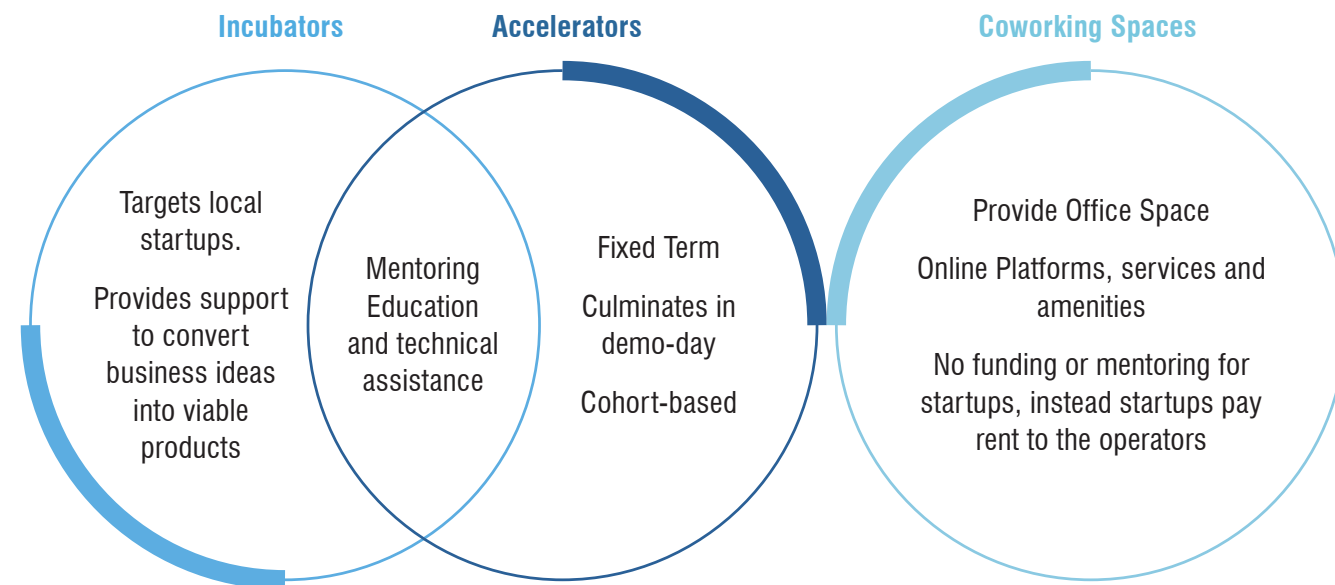 Incubators
Accelerators
Coworking Spaces
Targets local
startups.
Provides support
to convert
business ideas
into viable
products
Mentoring
Education
and technical
assistance
Fixed Term
Culminates in
demo-day
Cohort-based
Provide Office Space
Online Platforms, services and
amenities
No funding or mentoring for
startups, instead startups pay
rent to the operators